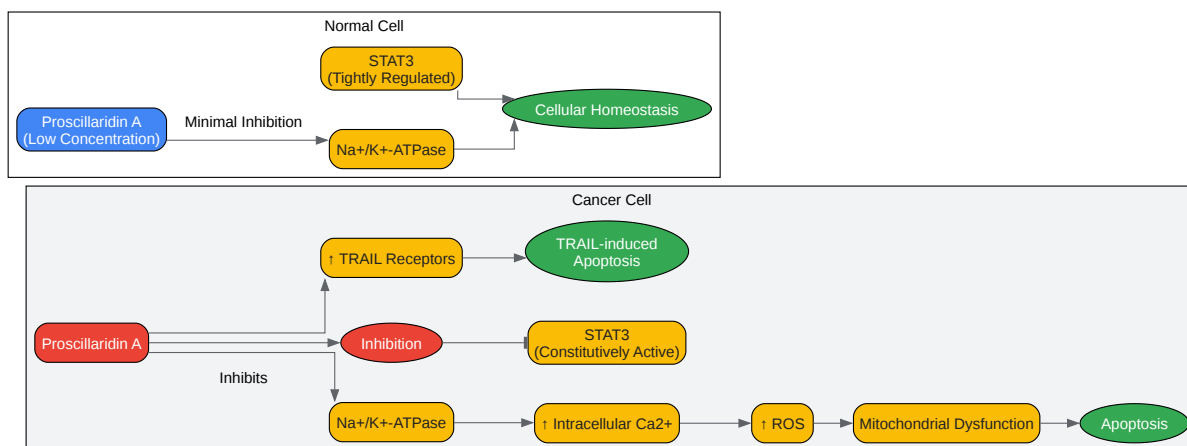 Normal Cell
STAT3
(Tightly Regulated)
Proscillaridin A
(Low Concentration)
Minimal Inhibition
Cellular Homeostasis
Na+/K+-ATPase
Cancer Cell
↑ TRAIL Receptors
TRAIL-induced
Apoptosis
Proscillaridin A
Inhibition
STAT3
(Constitutively Active)
Inhibits
Na+/K+-ATPase
↑ Intracellular Ca2+
↑ ROS
Mitochondrial Dysfunction
Apoptosis